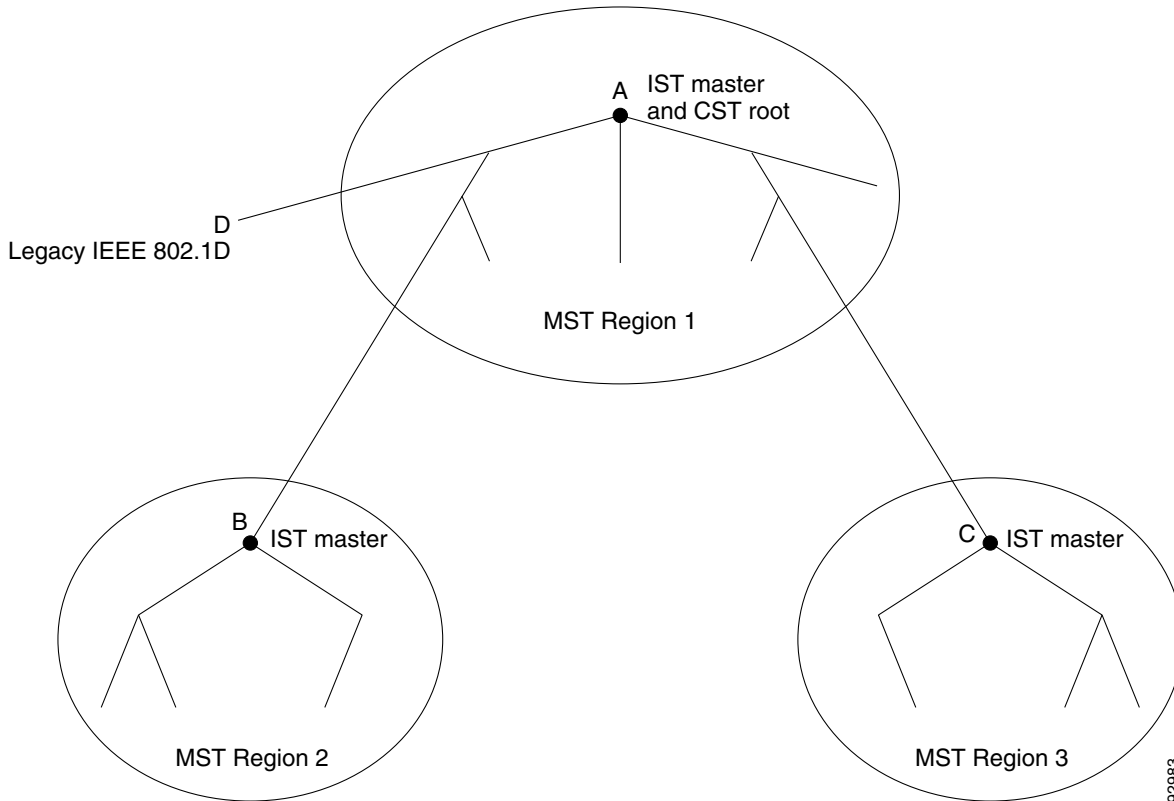 A
IST master
and CST root
D
Legacy IEEE 802.1D
MST Region 1
B
IST master
C
IST master
MST Region 2
MST Region 3
92983